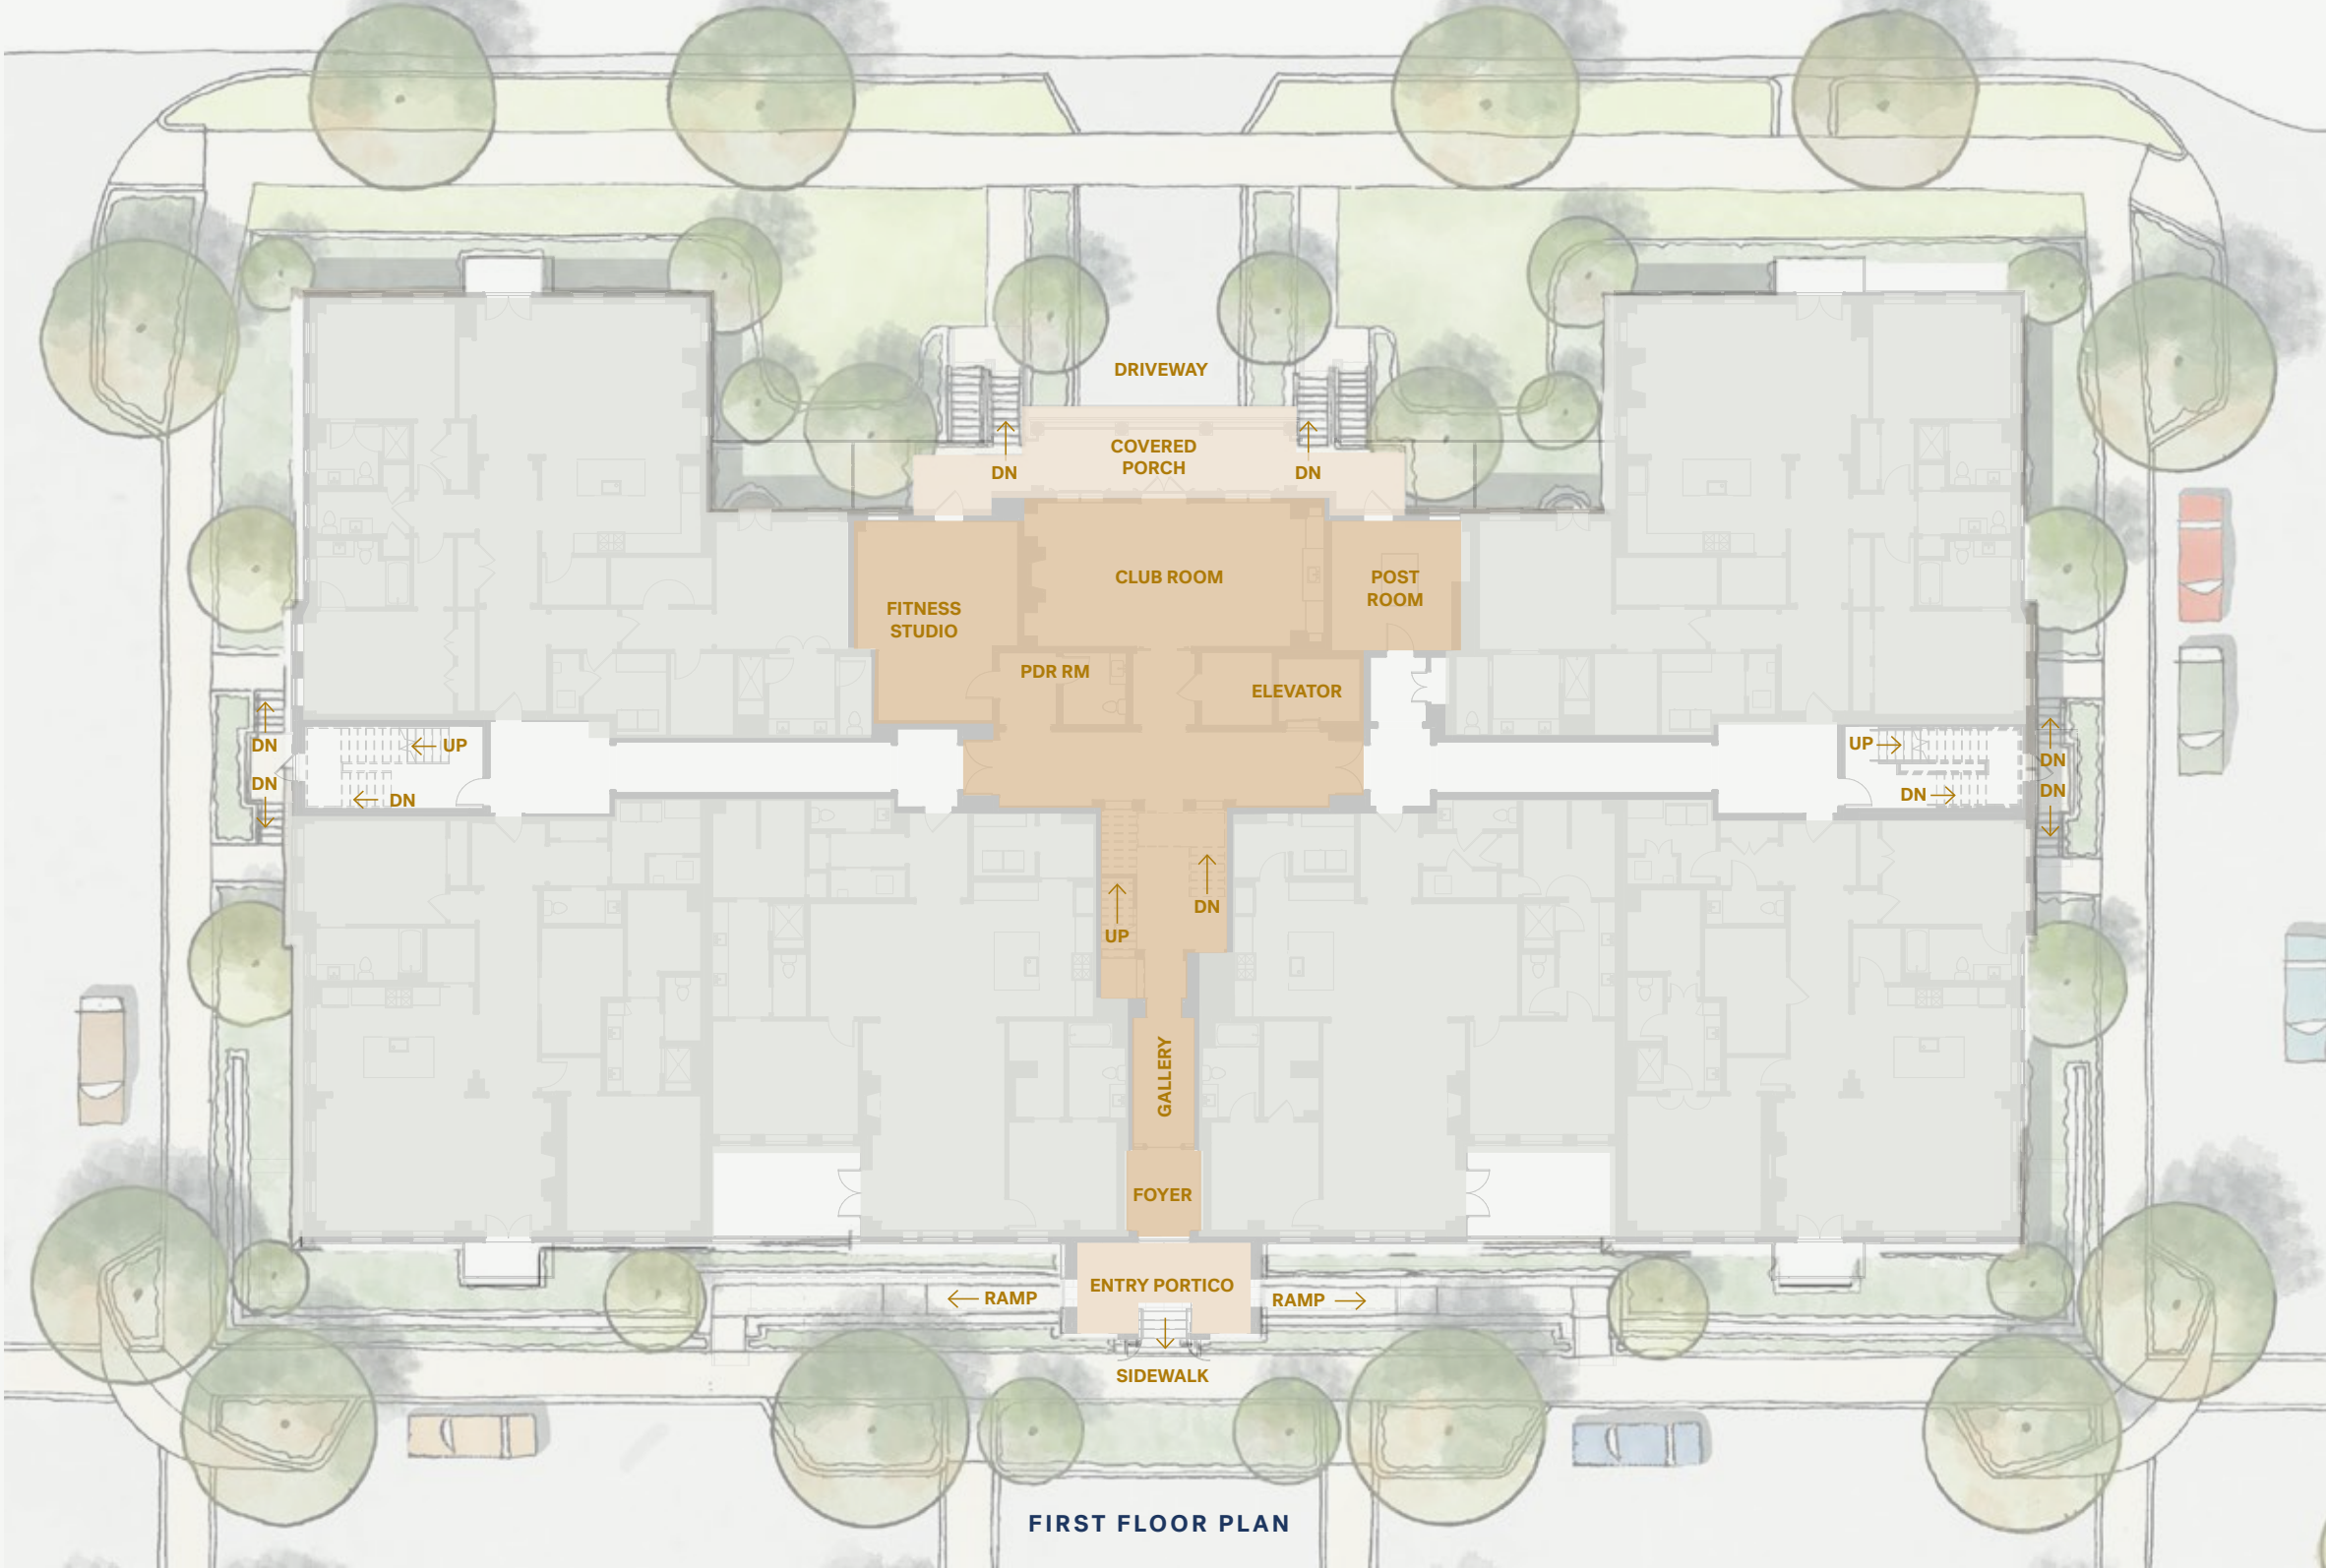 DRIVEWAY
COVERED
PORCH
DN
DN
CLUB ROOM
POST
ROOM
FITNESS
STUDIO
PDR RM
ELEVATOR
DN
UP
UP
DN
DN
DN
DN
DN
DN
UP
GALLERY
FOYER
ENTRY PORTICO
RAMP
RAMP
SIDEWALK
FIRST FLOOR PLAN